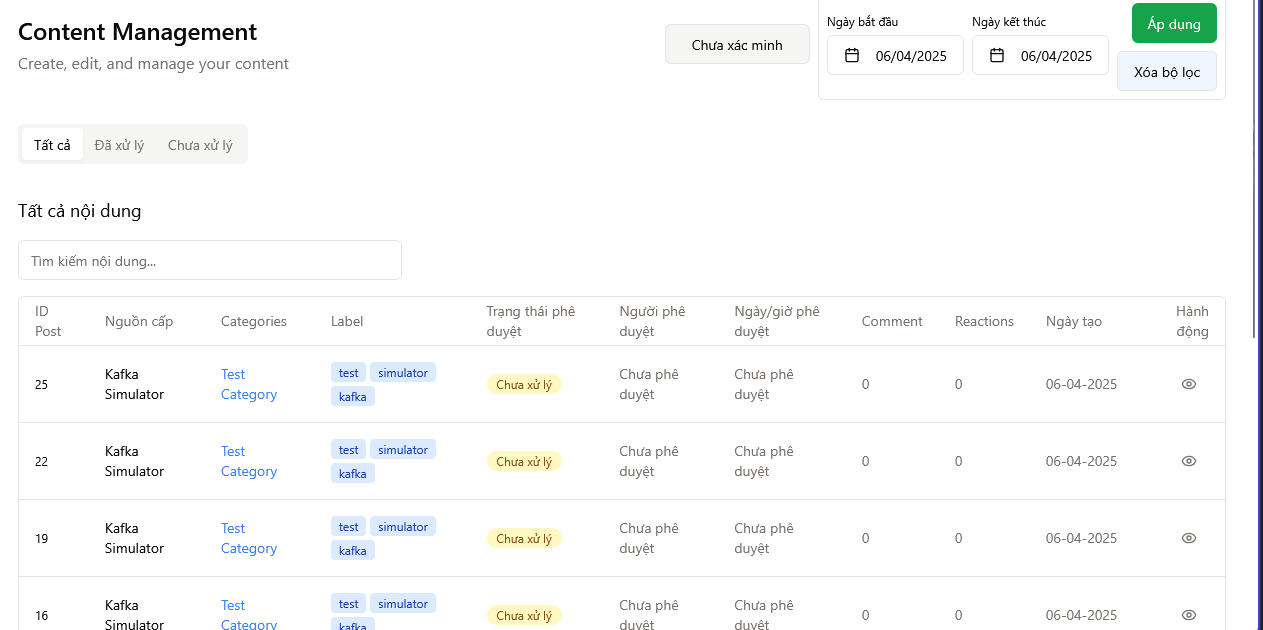 Content Management
Create, edit, and manage your content
Chưa xác minh
Ngày bắt đầu
06/04/2025
Ngày kết thúc
06/04/2025
Áp dụng
Xóa bộ lọc
Tất cả
Đã xử lý
Chưa xử lý
Tất cả nội dung
Tìm kiếm nội dung...
ID Post
Nguồn cấp
Categories
Label
Trạng thái phê duyệt
Người phê duyệt
Ngày/giờ phê duyệt
Comment
Reactions
Ngày tạo
Hành động
25
Kafka Simulator
Test Category
test
simulator
kafka
Chưa xử lý
Chưa phê duyệt
Chưa phê duyệt
0
0
06-04-2025
22
Kafka Simulator
Test Category
test
simulator
kafka
Chưa xử lý
Chưa phê duyệt
Chưa phê duyệt
0
0
06-04-2025
19
Kafka Simulator
Test Category
test
simulator
kafka
Chưa xử lý
Chưa phê duyệt
Chưa phê duyệt
0
0
06-04-2025
16
Kafka Simulator
Test Category
test
simulator
kafka
Chưa xử lý
Chưa phê duyệt
Chưa phê duyệt
0
0
06-04-2025